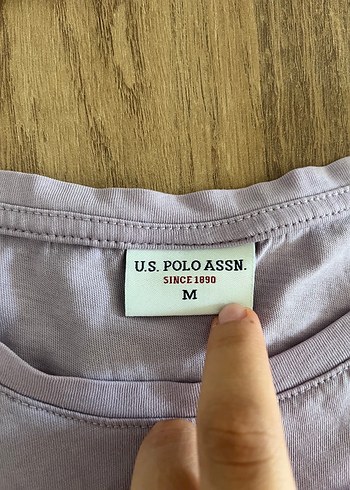 U.S. POLO ASSN.
SINCE 1890
M